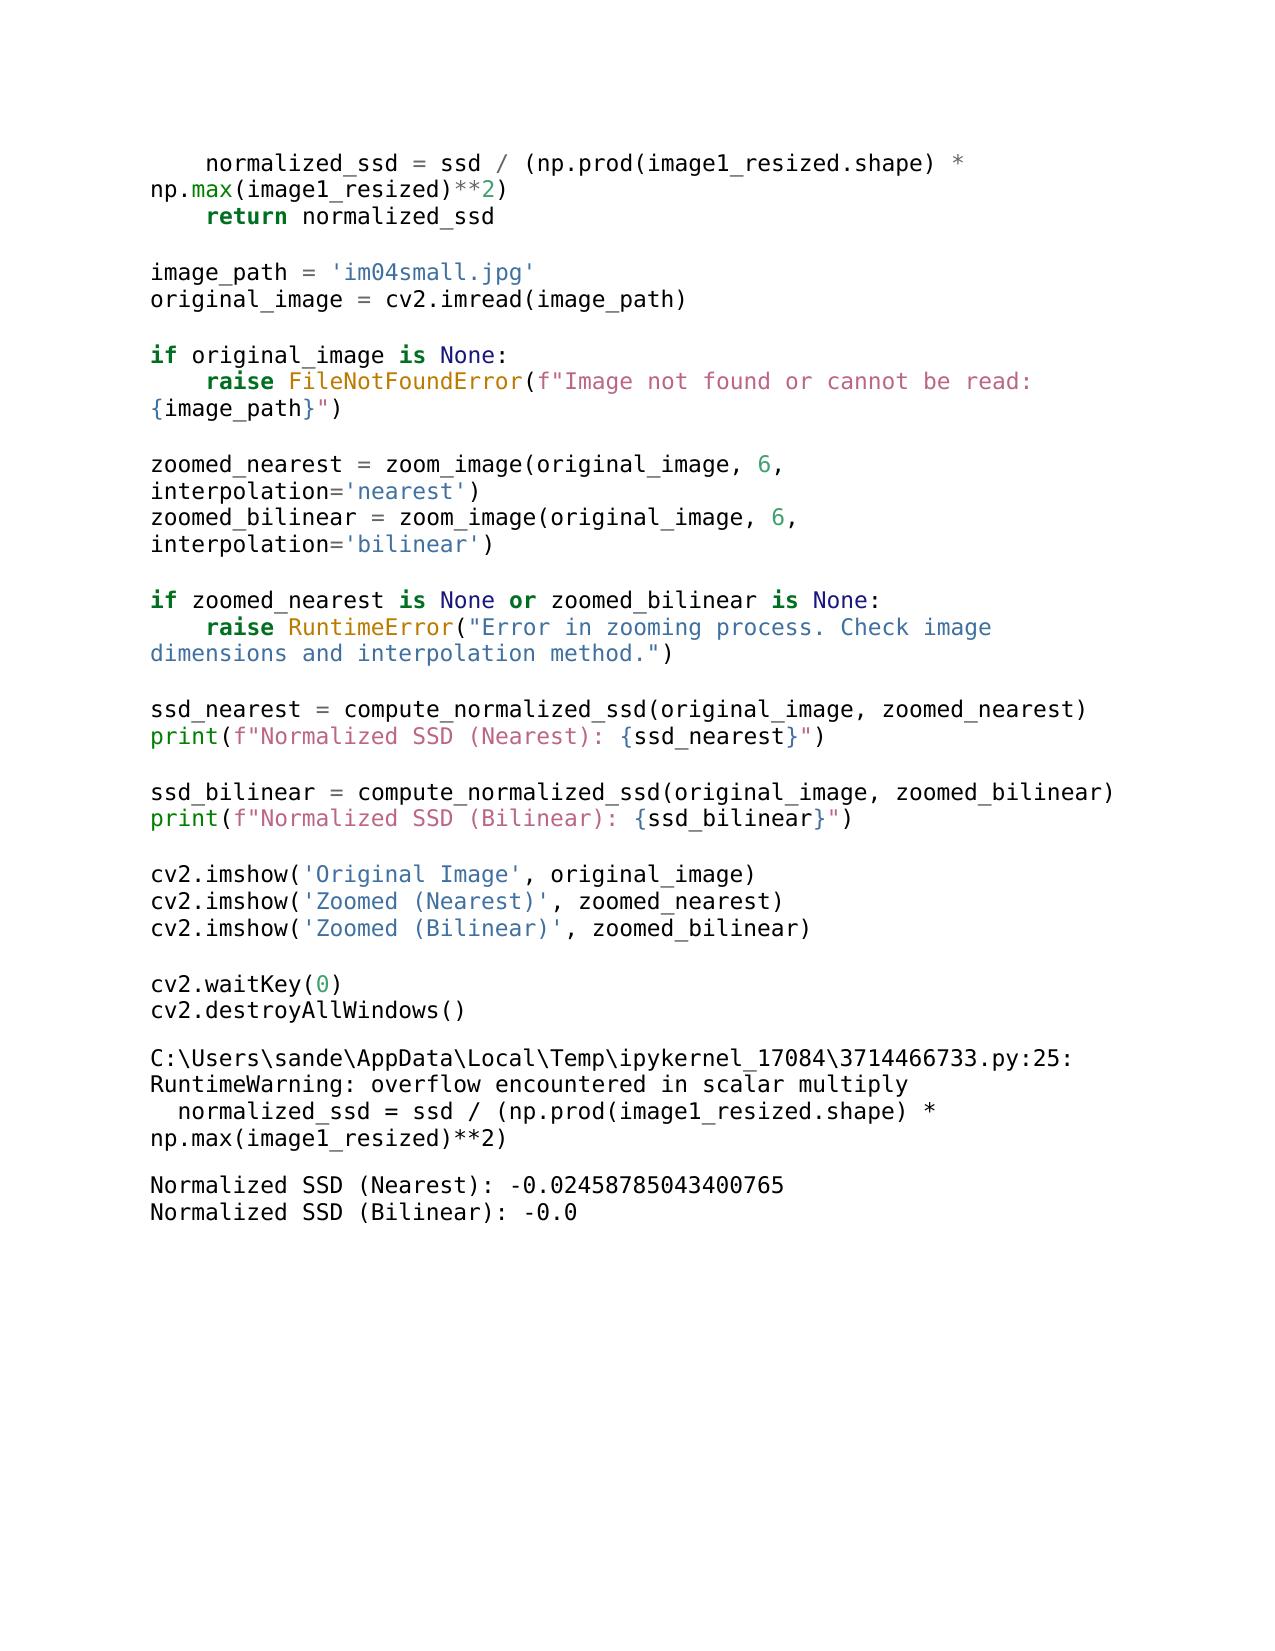 normalized_ssd = ssd / (np.prod(image1_resized.shape) *
np.max(image1_resized)**2)
    return normalized_ssd

image_path = 'im04small.jpg'
original_image = cv2.imread(image_path)

if original_image is None:
    raise FileNotFoundError(f"Image not found or cannot be read:
{image_path}")

zoomed_nearest = zoom_image(original_image, 6,
interpolation='nearest')
zoomed_bilinear = zoom_image(original_image, 6,
interpolation='bilinear')

if zoomed_nearest is None or zoomed_bilinear is None:
    raise RuntimeError("Error in zooming process. Check image
dimensions and interpolation method.")

ssd_nearest = compute_normalized_ssd(original_image, zoomed_nearest)
print(f"Normalized SSD (Nearest): {ssd_nearest}")

ssd_bilinear = compute_normalized_ssd(original_image, zoomed_bilinear)
print(f"Normalized SSD (Bilinear): {ssd_bilinear}")

cv2.imshow('Original Image', original_image)
cv2.imshow('Zoomed (Nearest)', zoomed_nearest)
cv2.imshow('Zoomed (Bilinear)', zoomed_bilinear)

cv2.waitKey(0)
cv2.destroyAllWindows()

C:\Users\sande\AppData\Local\Temp\ipykernel_17084\3714466733.py:25:
RuntimeWarning: overflow encountered in scalar multiply
  normalized_ssd = ssd / (np.prod(image1_resized.shape) *
np.max(image1_resized)**2)

Normalized SSD (Nearest): -0.02458785043400765
Normalized SSD (Bilinear): -0.0